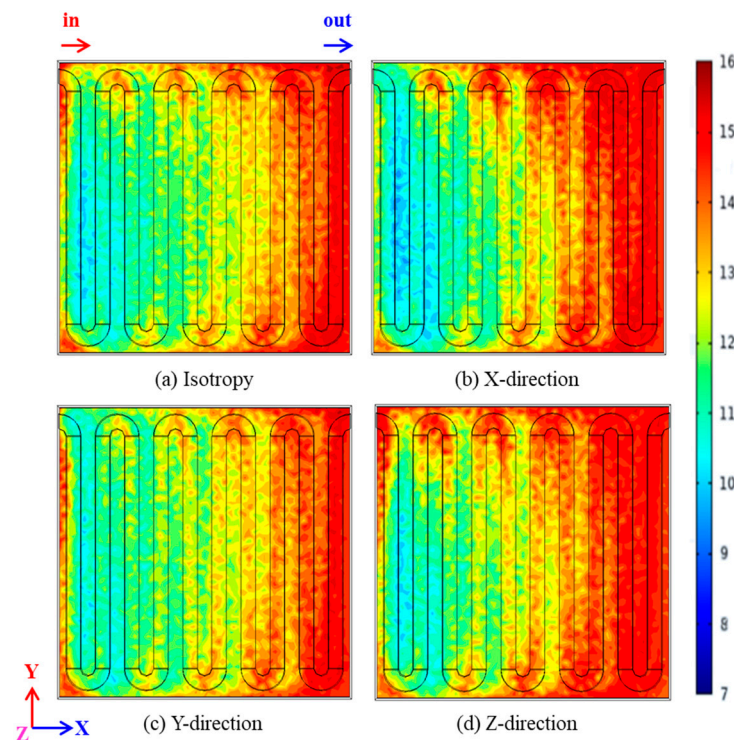 in
out
16
15
14
13
12
11
10
9
8
7
(a) Isotropy
(b) X-direction
(c) Y-direction
(d) Z-direction
Y
Z
X